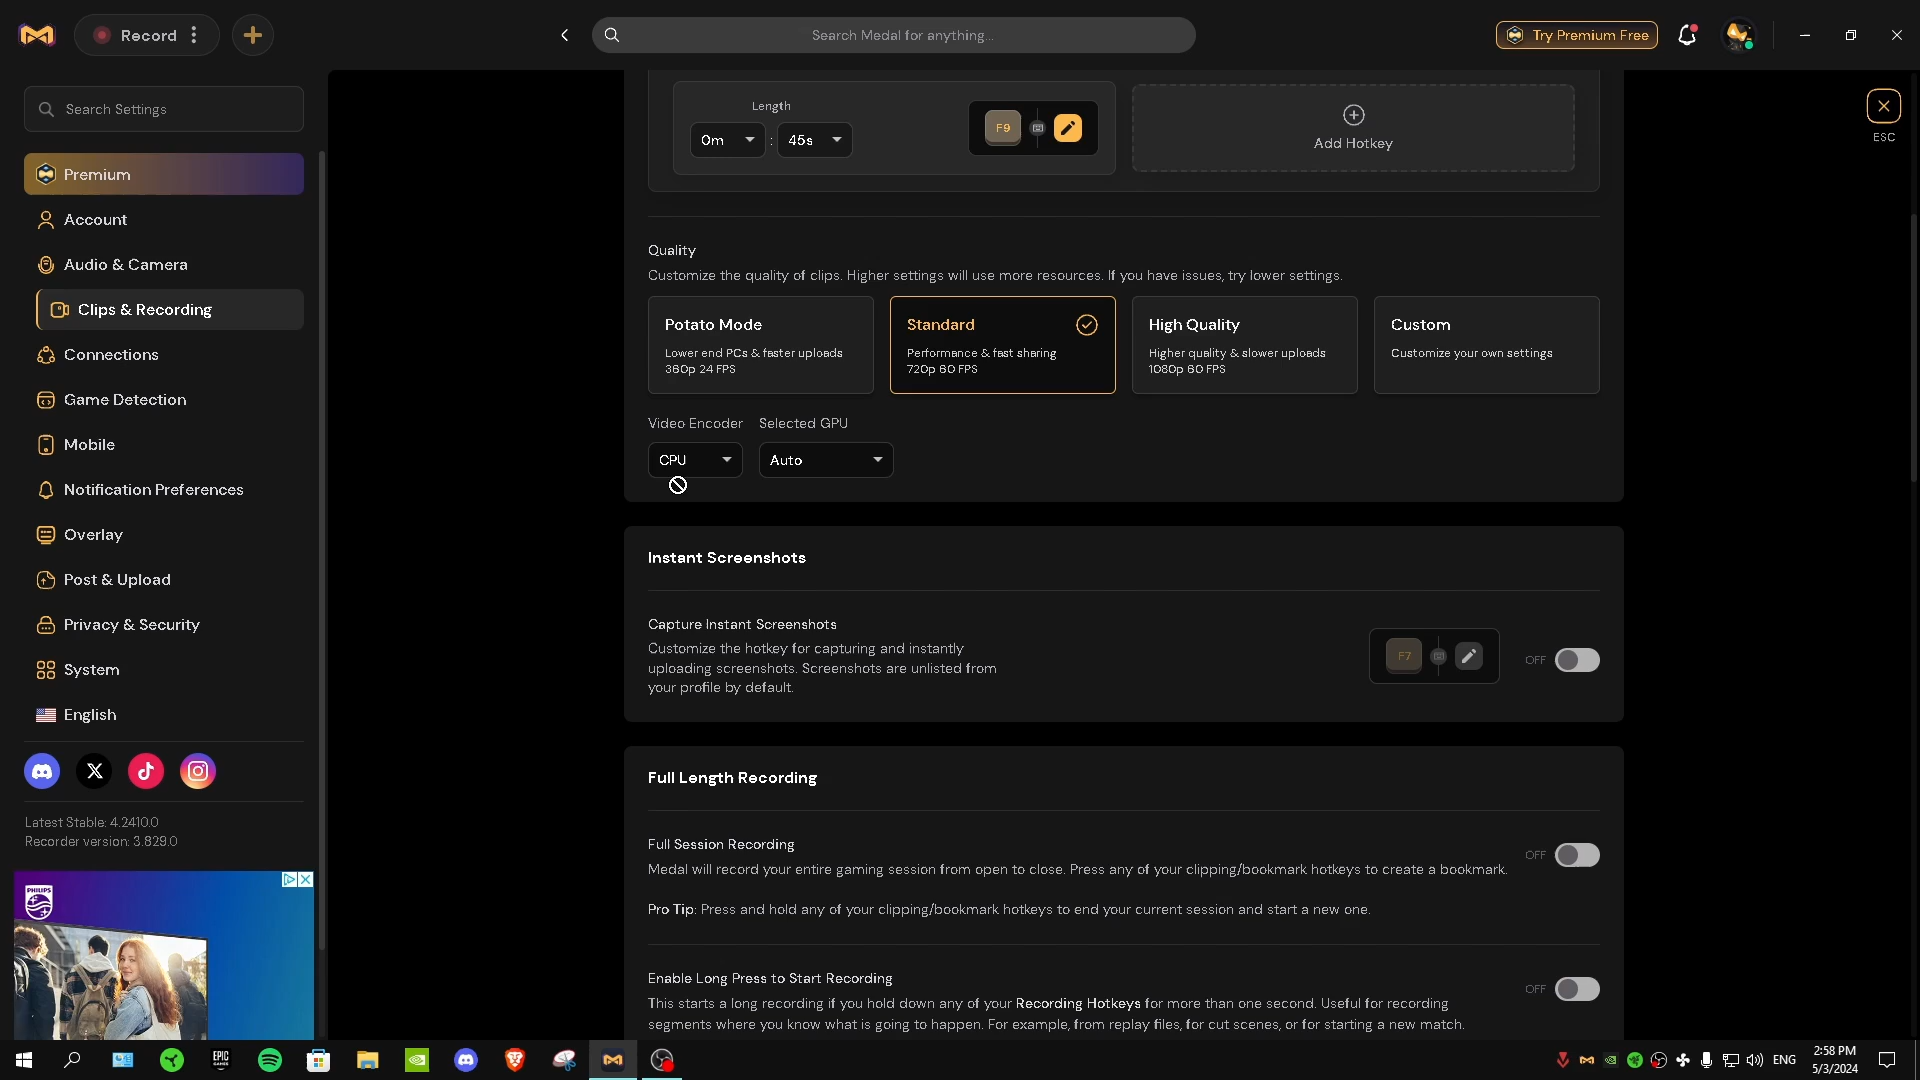 Record
Search Medal for anything...
Try Premium Free
Search Settings
Premium
Account
Audio & Camera
Clips & Recording
Connections
Game Detection
Mobile
Notification Preferences
Overlay
Post & Upload
Privacy & Security
System
English
Latest Stable: 4.2410.0
Recorder version: 3.829.0
PHILIPS
ESC
Length
0m : 45s
F9
Add Hotkey
Quality
Customize the quality of clips. Higher settings will use more resources. If you have issues, try lower settings.
Potato Mode
Lower end PCs & faster uploads
360p 24 FPS
Standard
Performance & fast sharing
720p 60 FPS
High Quality
Higher quality & slower uploads
1080p 60 FPS
Custom
Customize your own settings
Video Encoder Selected GPU
CPU Auto
Instant Screenshots
Capture Instant Screenshots
Customize the hotkey for capturing and instantly
uploading screenshots. Screenshots are unlisted from
your profile by default.
F7
OFF
Full Length Recording
Full Session Recording
Medal will record your entire gaming session from open to close. Press any of your clipping/bookmark hotkeys to create a bookmark.
OFF
Pro Tip: Press and hold any of your clipping/bookmark hotkeys to end your current session and start a new one.
Enable Long Press to Start Recording
This starts a long recording if you hold down any of your Recording Hotkeys for more than one second. Useful for recording
segments where you know what is going to happen. For example, from replay files, for cut scenes, or for starting a new match.
OFF
EPIC
GAMES
ENG
2:58 PM
5/3/2024